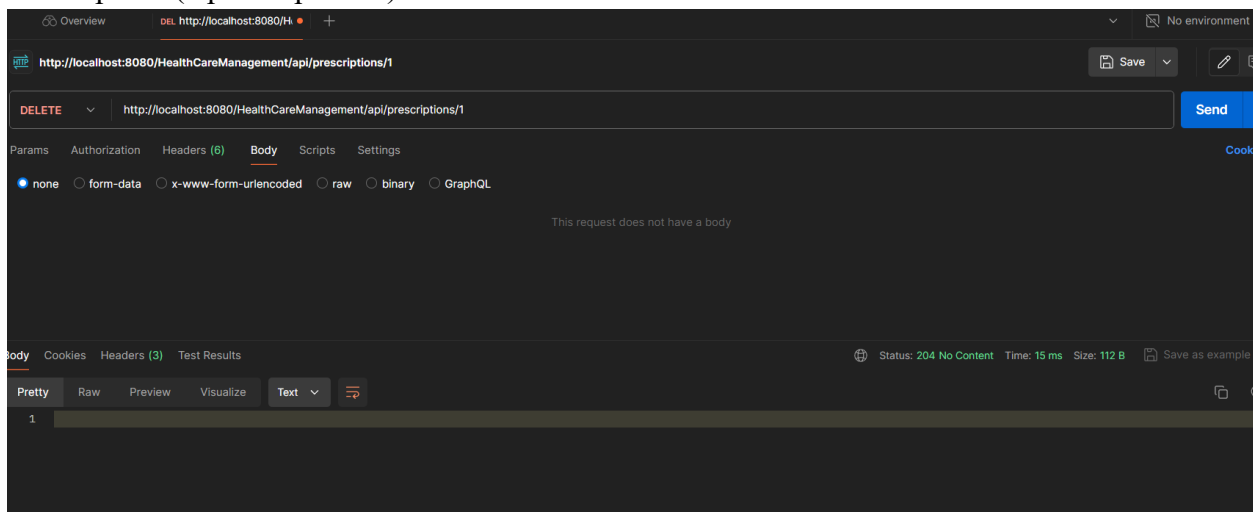 Overview DEL http://localhost:8080/H No environment
HTTP http://localhost:8080/HealthCareManagement/api/prescriptions/1 Save
DELETE http://localhost:8080/HealthCareManagement/api/prescriptions/1 Send
Params Authorization Headers (6) Body Scripts Settings Cook
none form-data x-www-form-urlencoded raw binary GraphQL
This request does not have a body
Body Cookies Headers (3) Test Results Status: 204 No Content Time: 15 ms Size: 112 B Save as example
Pretty Raw Preview Visualize Text
1